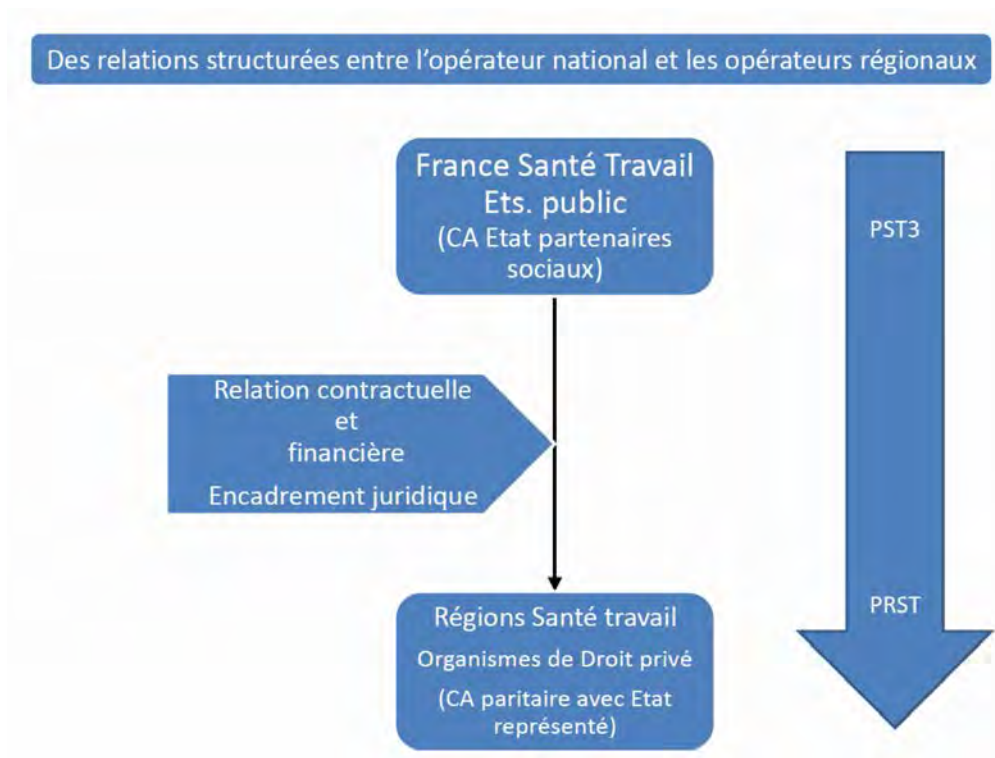 Des relations structurées entre l’opérateur national et les opérateurs régionaux
France Santé Travail
Ets. public
(CA Etat partenaires
sociaux)
PST3
Relation contractuelle
et
financière
Encadrement juridique
Régions Santé travail
Organismes de Droit privé
(CA paritaire avec Etat
représenté)
PRST